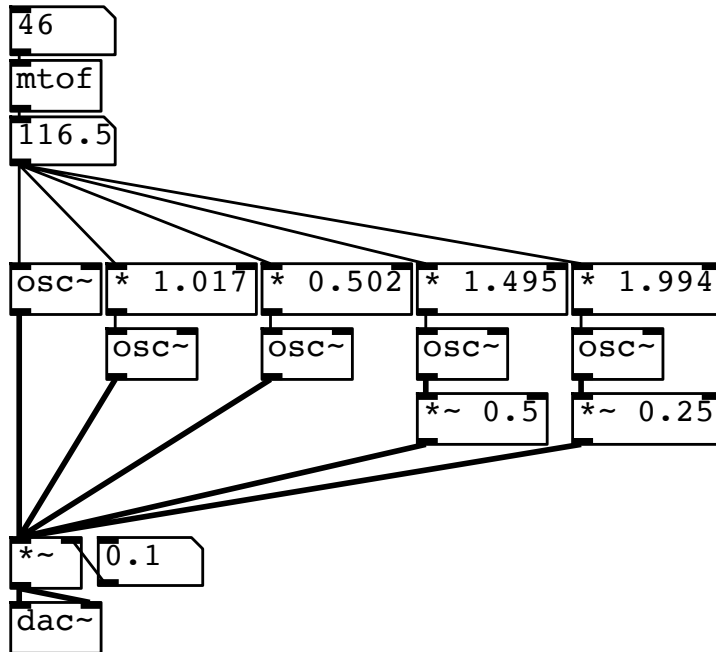 46
mtof
116.5
osc~ * 1.017 * 0.502 * 1.495 * 1.994
osc~ osc~ osc~ osc~
*~ 0.5 *~ 0.25
*~ 0.1
dac~